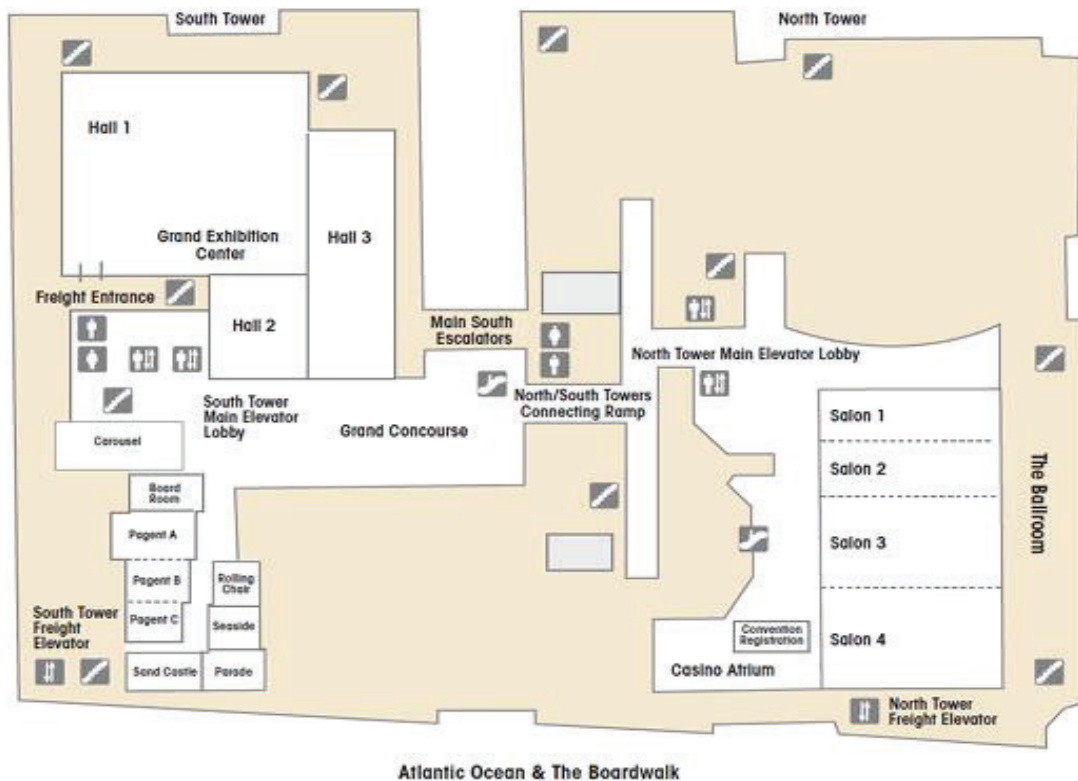 South Tower
North Tower
Hall 1
Grand Exhibition
Center
Hall 3
Freight Entrance
Hall 2
Main South
Escalators
North Tower Main Elevator Lobby
South Tower
Main Elevator
Lobby
Grand Concourse
North/South Towers
Connecting Ramp
Carousel
Board
Room
Pagent A
Pagent B
Pagent C
Rolling
Chair
Seaside
Sand Castle
Parade
South Tower
Freight
Elevator
Salon 1
Salon 2
Salon 3
Salon 4
The Ballroom
Convention
Registration
Casino Atrium
North Tower
Freight Elevator
Atlantic Ocean & The Boardwalk